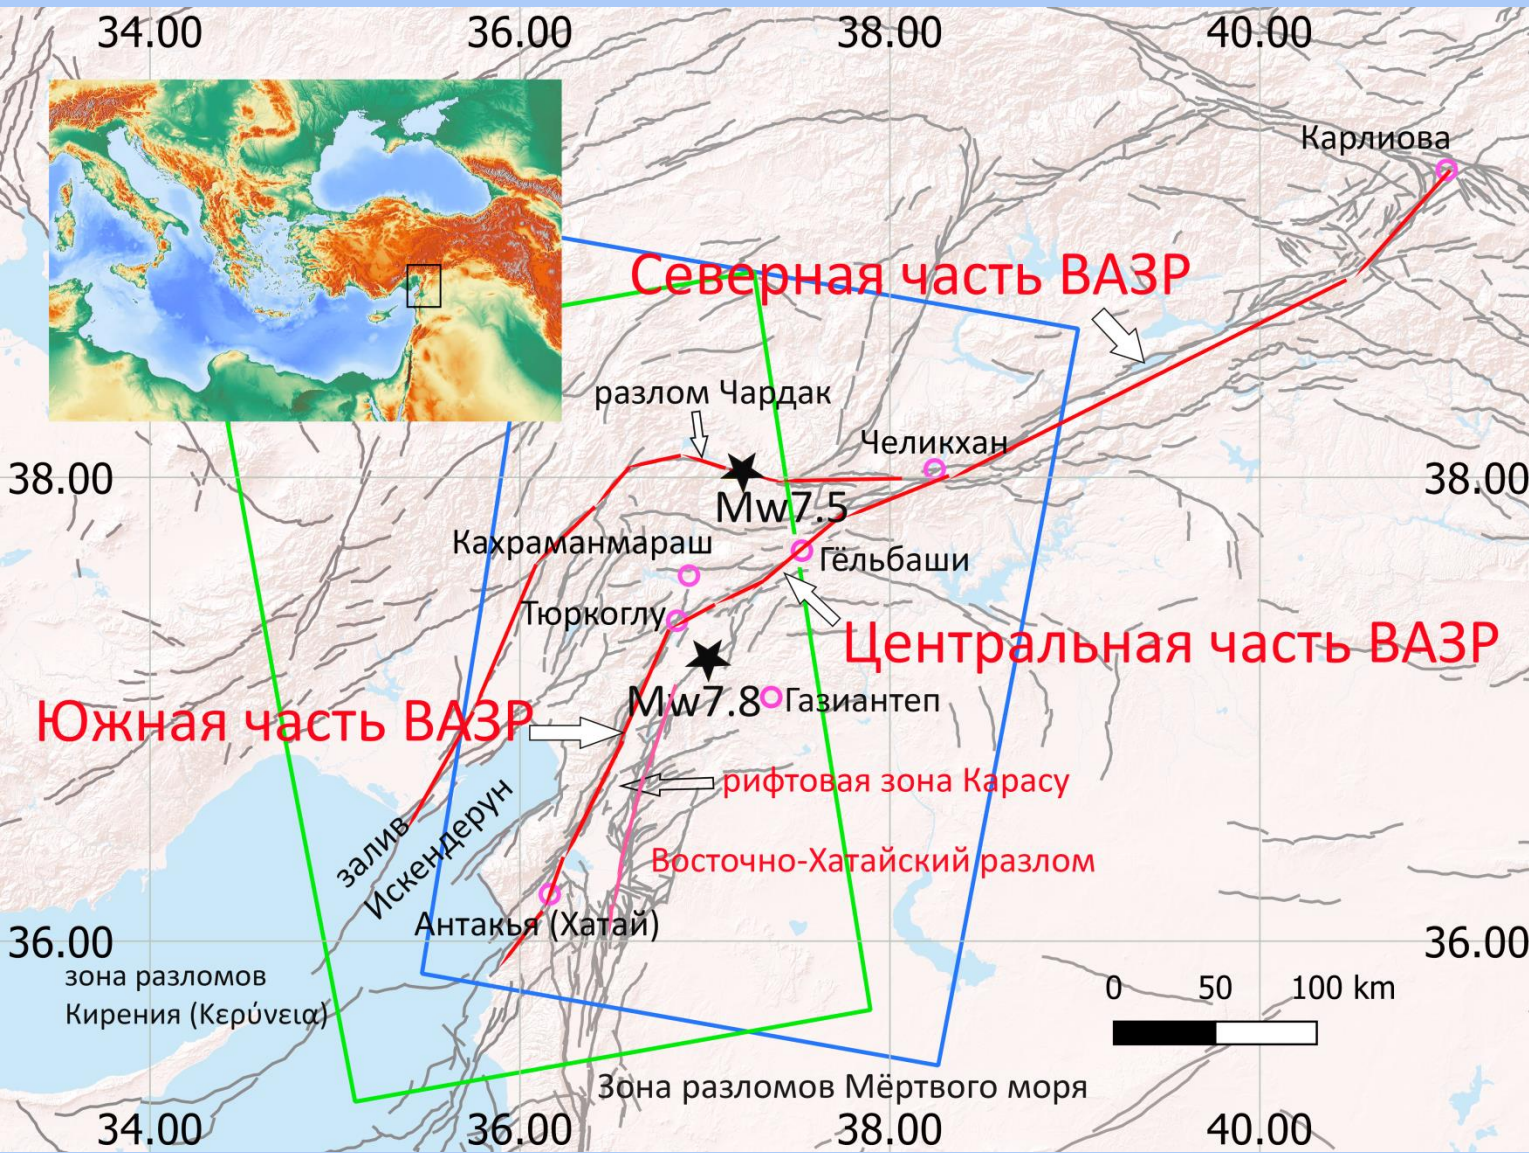 34.00
36.00
38.00
40.00
Карлиова
Северная часть ВАЗР
разлом Чардак
Челикхан
38.00
38.00
Mw7.5
Кахраманмараш
Гёльбаши
Тюркоглу
Центральная часть ВАЗР
Mw7.8
Газиантеп
Южная часть ВАЗР
рифтовая зона Карасу
залив
Искендерун
Восточно-Хатайский разлом
Антакья (Хатай)
36.00
36.00
зона разломов
Кирения (Κερύνεια)
0 50 100 km
Зона разломов Мёртвого моря
34.00
36.00
38.00
40.00